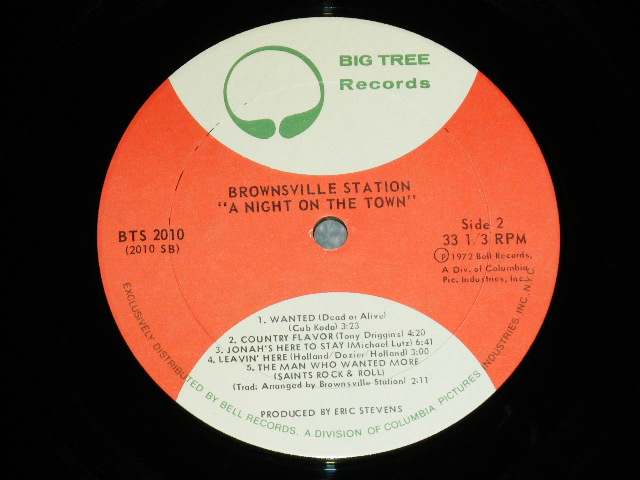 BIG TREE
Records
BROWNSVILLE STATION
"A NIGHT ON THE TOWN"
BTS 2010
(2010 SB)
Side 2
33 1/3 RPM
Ⓟ1972 Bell Records,
A Div. of Columbia
Pic. Industries, Inc.
1. WANTED (Dead or Alive)
(Cub Koda) 3:23
2. COUNTRY FLAVOR (Tony Driggins) 4:20
3. JONAH'S HERE TO STAY (Michael Lutz) 6:41
4. LEAVIN' HERE (Holland/Dozier/Holland) 3:00
5. THE MAN WHO WANTED MORE
(SAINTS ROCK & ROLL)
(Trad: Arranged by Brownsville Station) 2:11
PRODUCED BY ERIC STEVENS
EXCLUSIVELY DISTRIBUTED BY BELL RECORDS, A DIVISION OF COLUMBIA PICTURES INDUSTRIES, INC., N.Y.C.